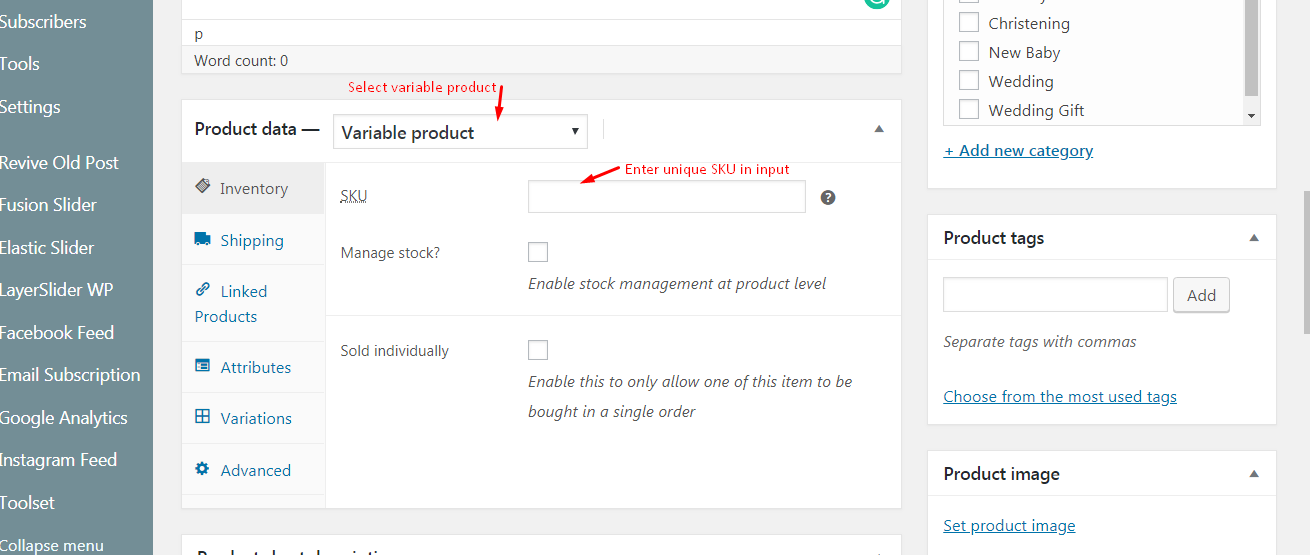 Subscribers
Tools
Settings
Revive Old Post
Fusion Slider
Elastic Slider
LayerSlider WP
Facebook Feed
Email Subscription
Google Analytics
Instagram Feed
Toolset
Collapse menu
p
Word count: 0
Select variable product
Product data —
Variable product
Inventory
Shipping
Linked
Products
Attributes
Variations
Advanced
Enter unique SKU in input
SKU
Manage stock?
Enable stock management at product level
Sold individually
Enable this to only allow one of this item to be
bought in a single order
Christening
New Baby
Wedding
Wedding Gift
+ Add new category
Product tags
Add
Separate tags with commas
Choose from the most used tags
Product image
Set product image